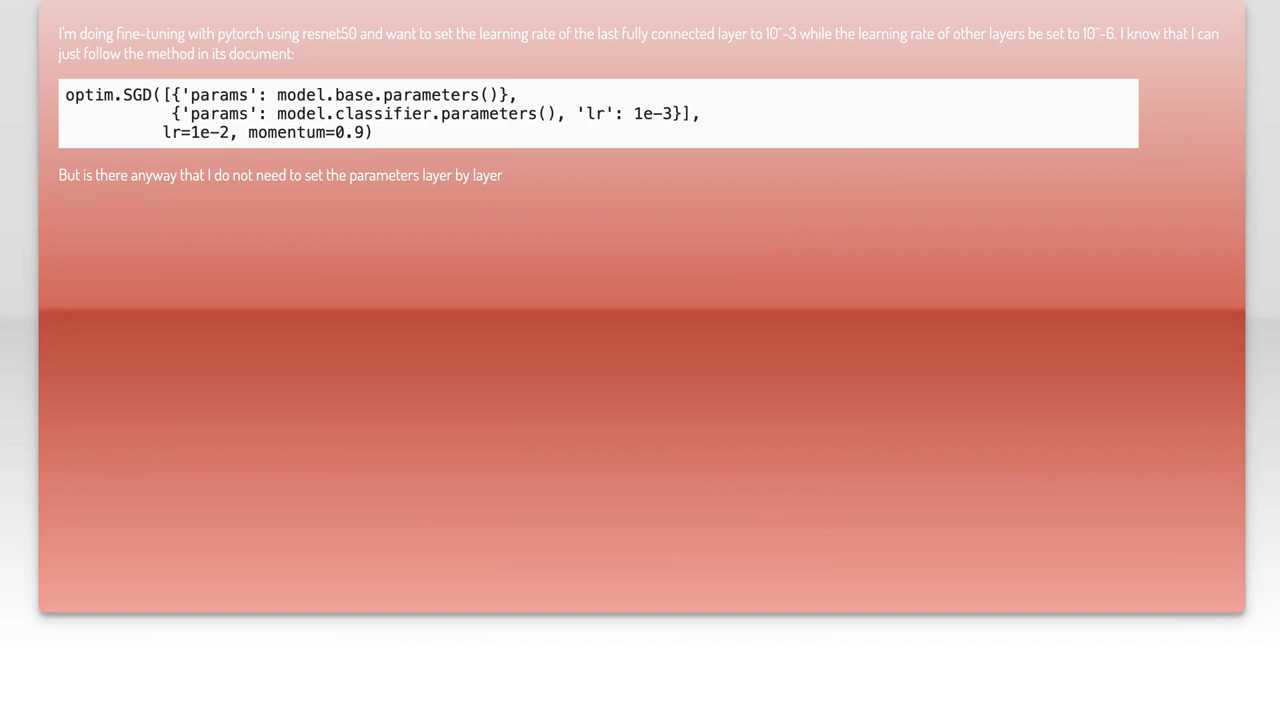 I'm doing fine-tuning with pytorch using resnet50 and want to set the learning rate of the last fully connected layer to 10^-3 while the learning rate of other layers be set to 10^-6. I know that I can
just follow the method in its document:
optim.SGD([{'params': model.base.parameters()},
           {'params': model.classifier.parameters(), 'lr': 1e-3}],
          lr=1e-2, momentum=0.9)
But is there anyway that I do not need to set the parameters layer by layer